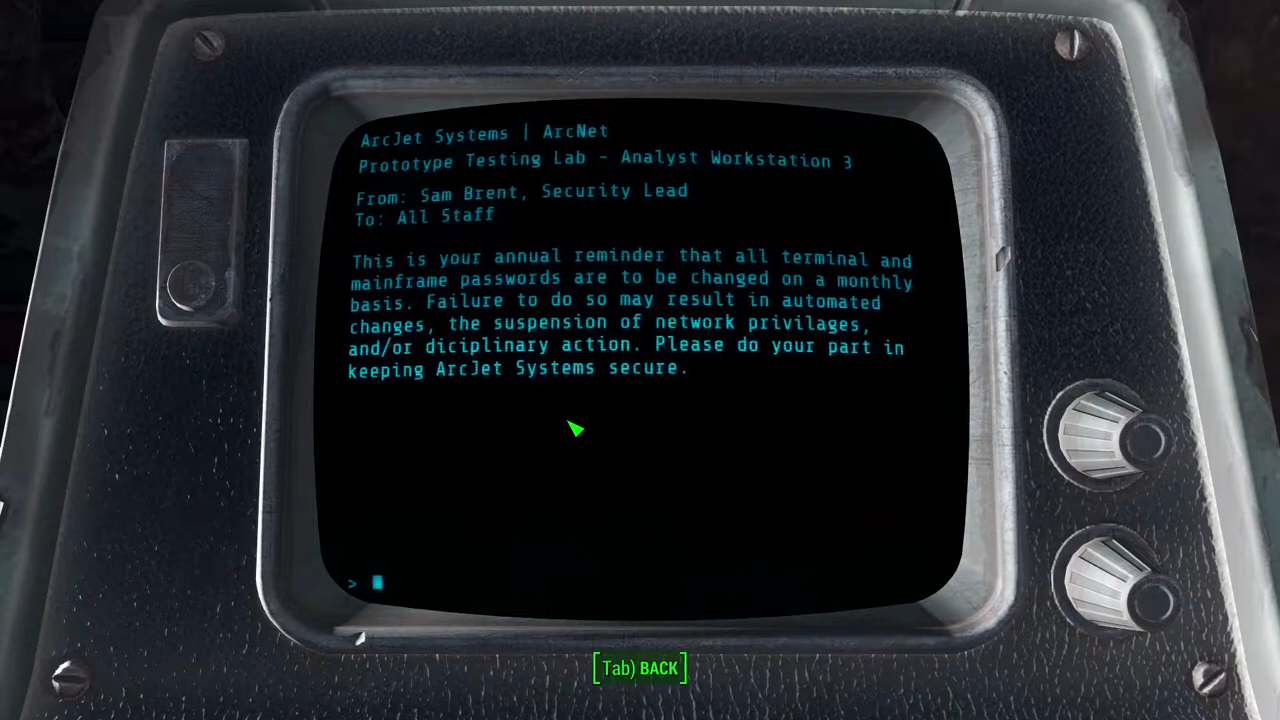 ArcJet Systems | ArcNet
Prototype Testing Lab - Analyst Workstation 3
From: Sam Brent, Security Lead
To: All Staff
This is your annual reminder that all terminal and
mainframe passwords are to be changed on a monthly
basis. Failure to do so may result in automated
changes, the suspension of network privilages,
and/or diciplinary action. Please do your part in
keeping ArcJet Systems secure.
>
[Tab) BACK]